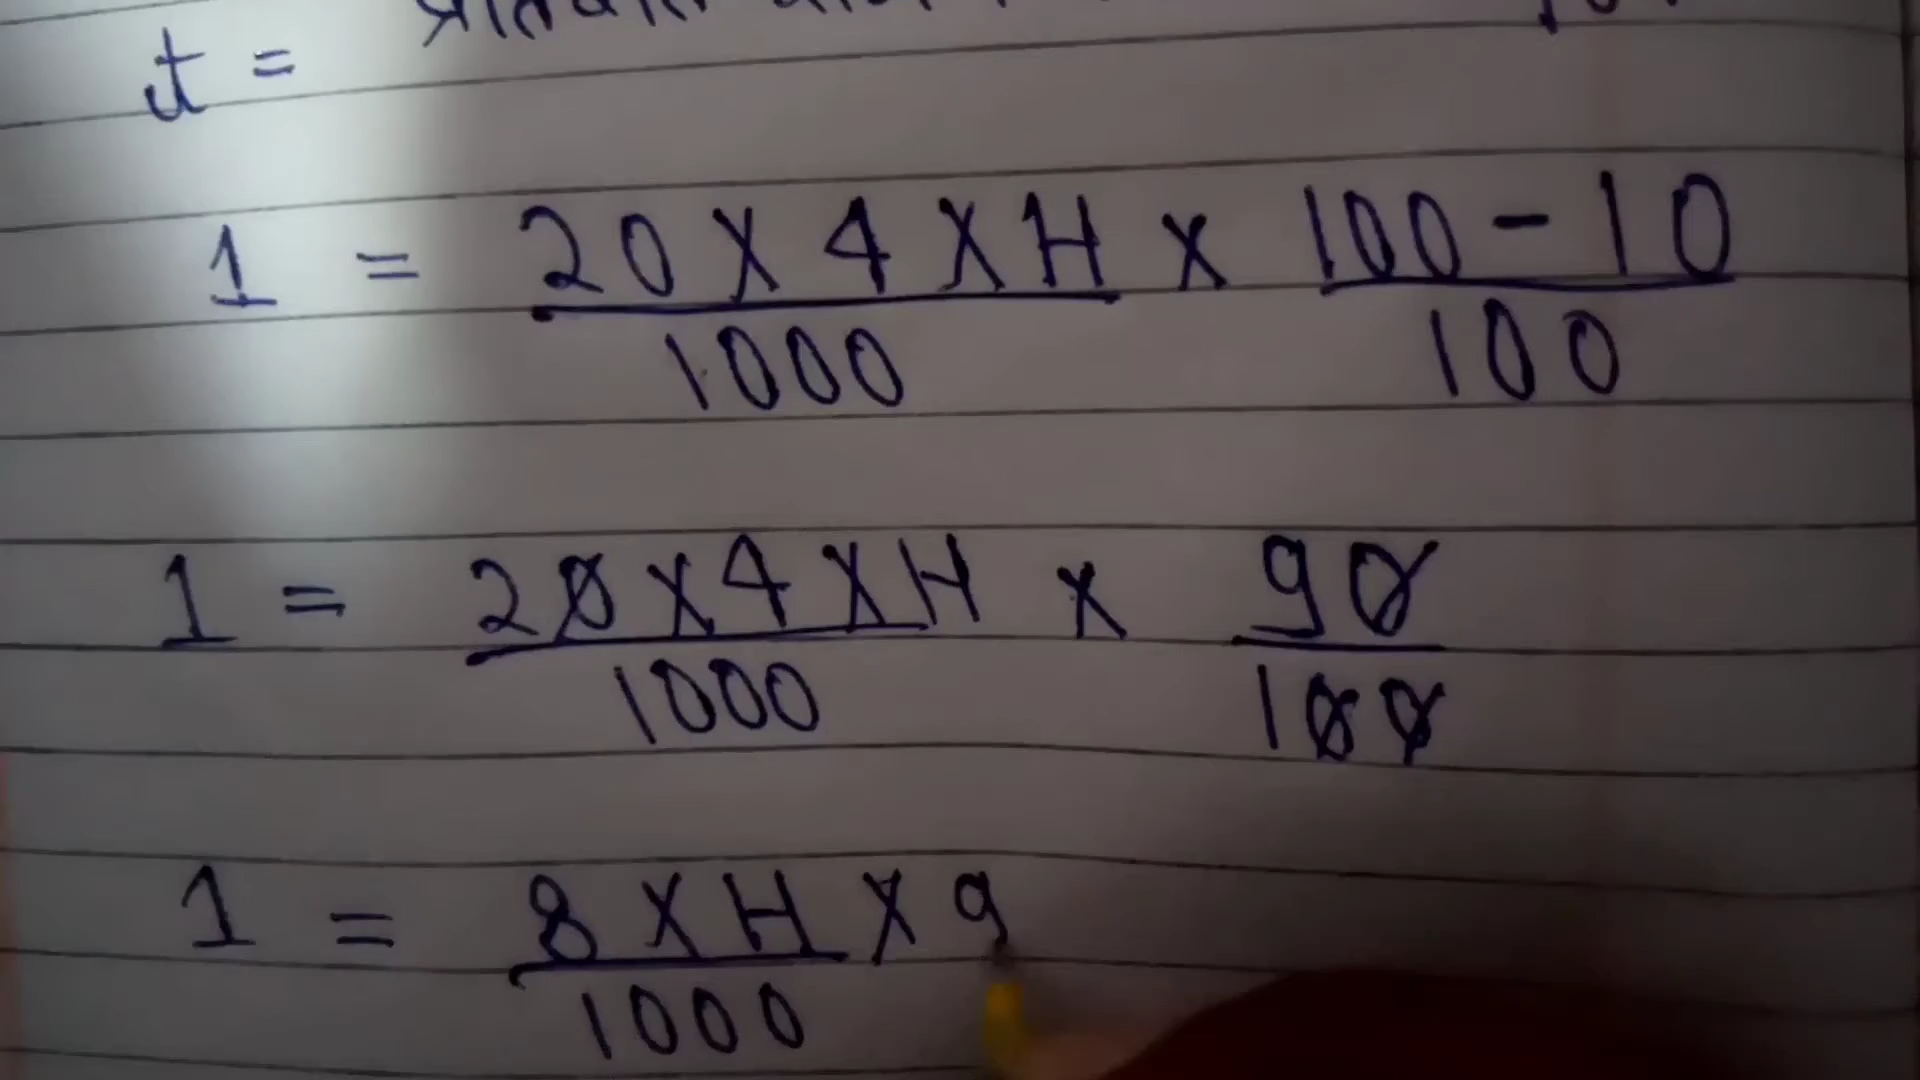 t =
1 = 20 X 4 X H / 1000 X 100 - 10 / 100
1 = 20 X 4 X H / 1000 X 90 / 100
1 = 8 X H / 1000 X 9